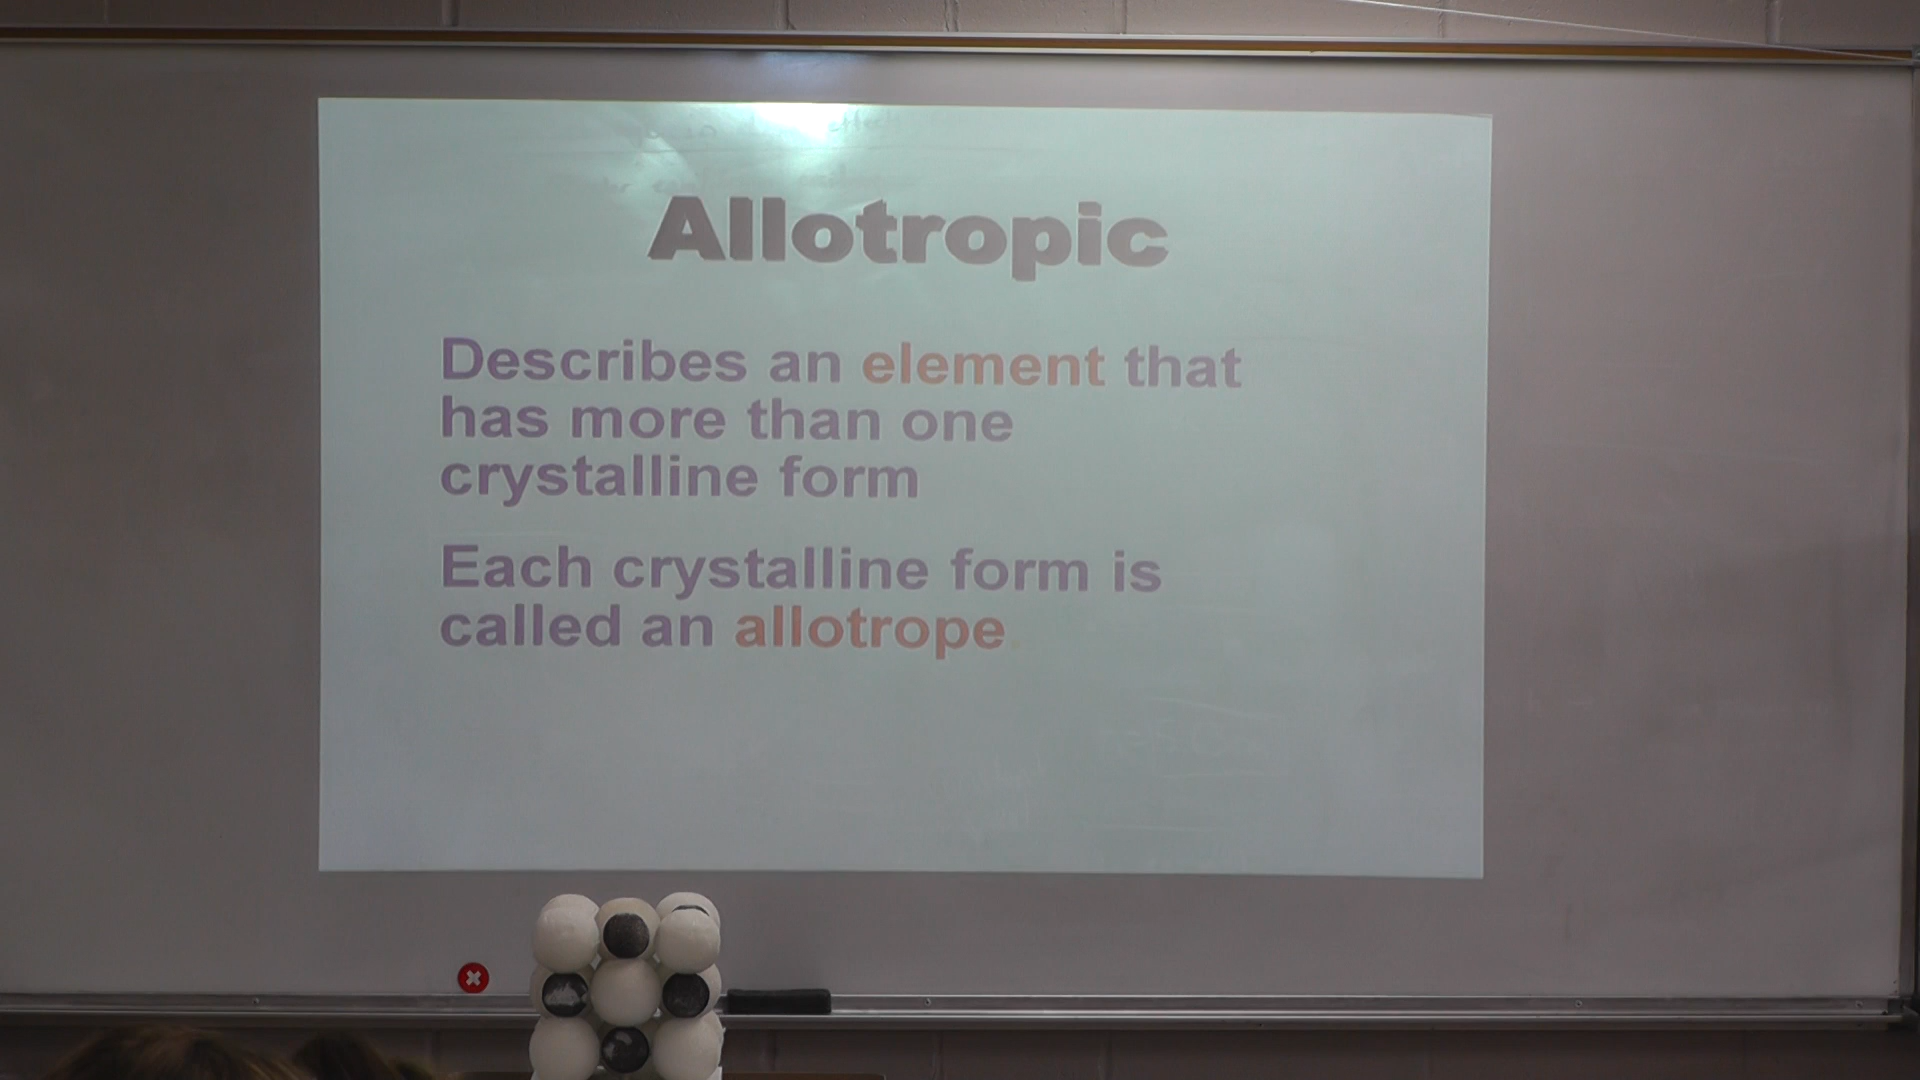 Allotropic
Describes an element that
has more than one
crystalline form
Each crystalline form is
called an allotrope